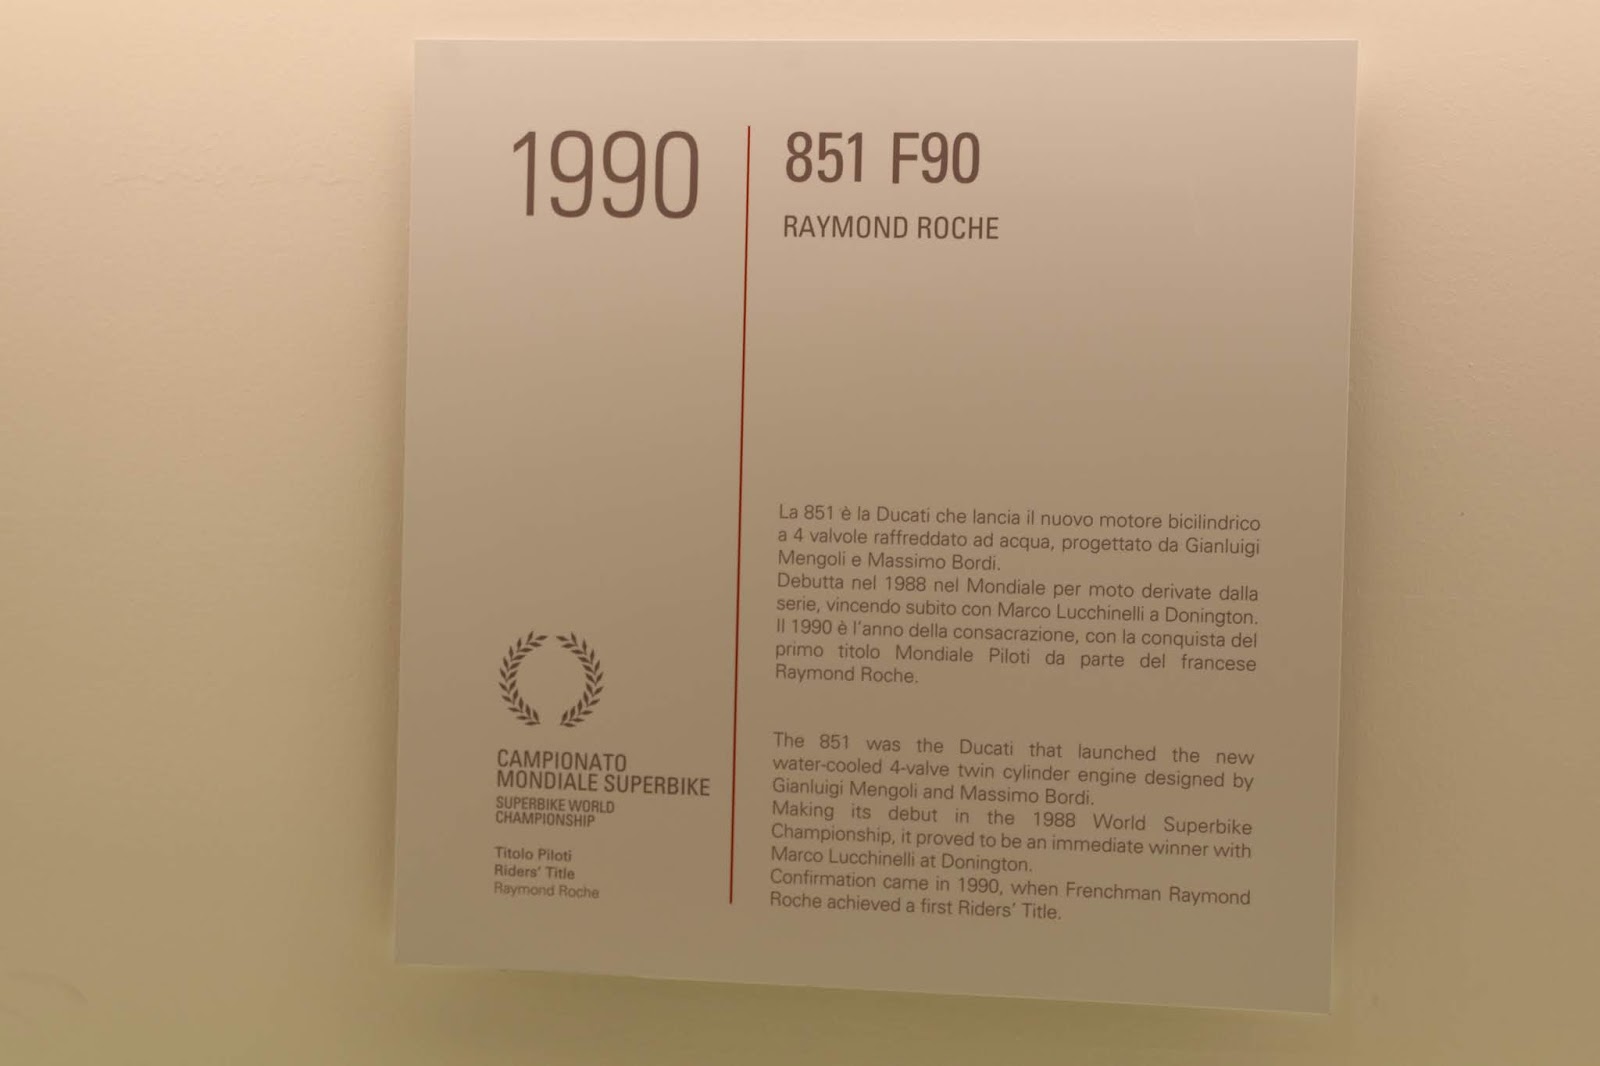 1990
851 F90
RAYMOND ROCHE
La 851 è la Ducati che lancia il nuovo motore bicilindrico
a 4 valvole raffreddato ad acqua, progettato da Gianluigi
Mengoli e Massimo Bordi.
Debutta nel 1988 nel Mondiale per moto derivate dalla
serie, vincendo subito con Marco Lucchinelli a Donington.
Il 1990 è l'anno della consacrazione, con la conquista del
primo titolo Mondiale Piloti da parte del francese
Raymond Roche.
The 851 was the Ducati that launched the new
water-cooled 4-valve twin cylinder engine designed by
Gianluigi Mengoli and Massimo Bordi.
Making its debut in the 1988 World Superbike
Championship, it proved to be an immediate winner with
Marco Lucchinelli at Donington.
Confirmation came in 1990, when Frenchman Raymond
Roche achieved a first Riders' Title.
CAMPIONATO
MONDIALE SUPERBIKE
SUPERBIKE WORLD
CHAMPIONSHIP
Titolo Piloti
Riders' Title
Raymond Roche